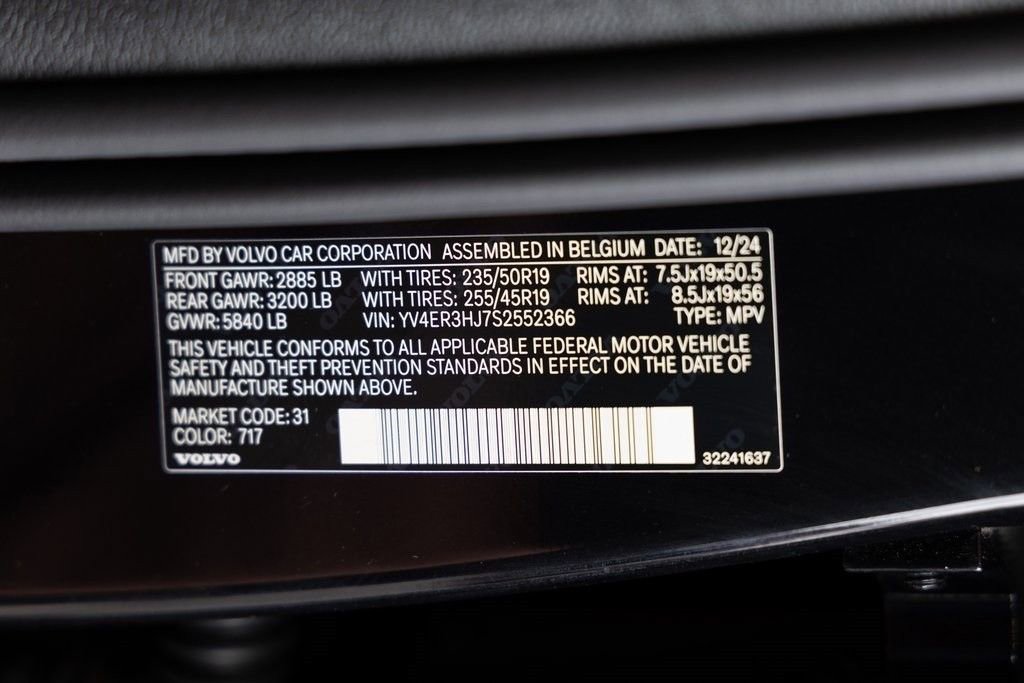 MFD BY VOLVO CAR CORPORATION ASSEMBLED IN BELGIUM DATE: 12/24
FRONT GAWR: 2885 LB WITH TIRES: 235/50R19 RIMS AT: 7.5Jx19x50.5
REAR GAWR: 3200 LB WITH TIRES: 255/45R19 RIMS AT: 8.5Jx19x56
GVWR: 5840 LB VIN: YV4ER3HJ7S2552366 TYPE: MPV
THIS VEHICLE CONFORMS TO ALL APPLICABLE FEDERAL MOTOR VEHICLE
SAFETY AND THEFT PREVENTION STANDARDS IN EFFECT ON THE DATE OF
MANUFACTURE SHOWN ABOVE.
MARKET CODE: 31
COLOR: 717
VOLVO 32241637